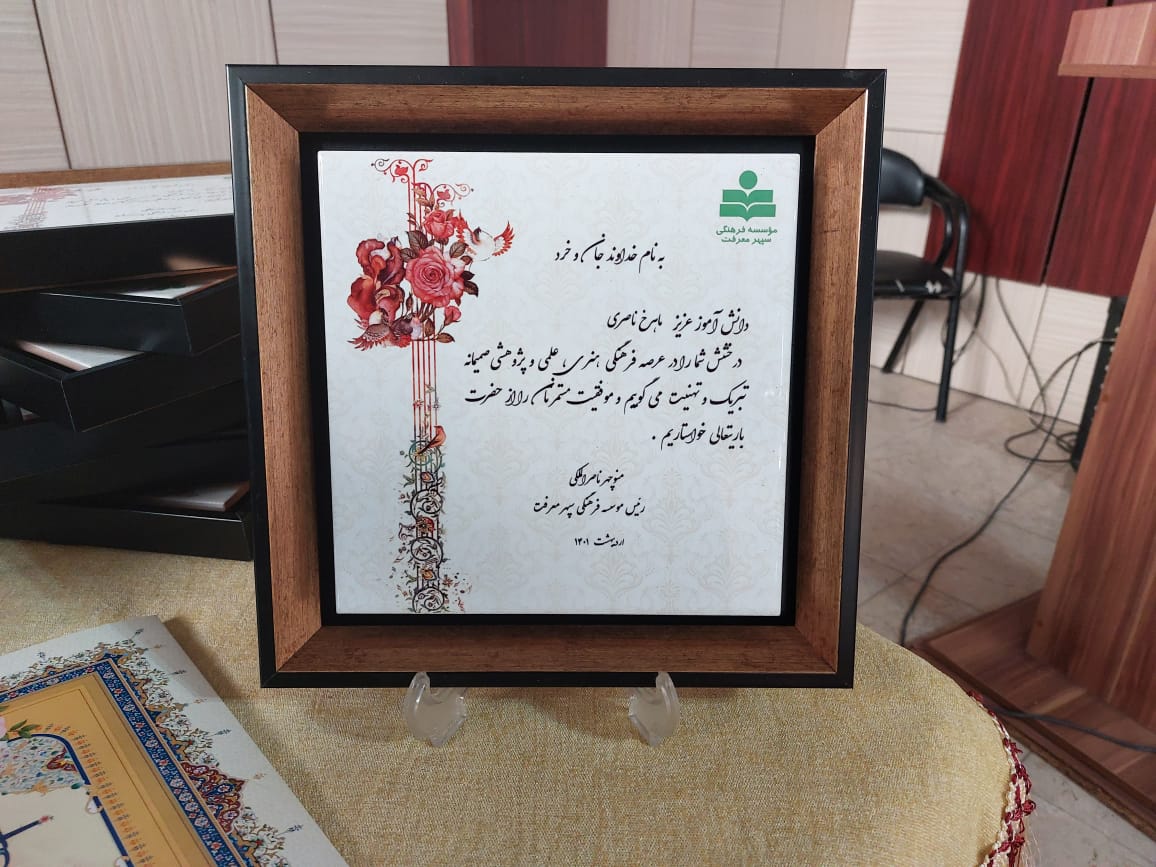 مؤسسه فرهنگی
سپهر معرفت
به نام خداوند جان و خرد
دانش آموز عزیز ماهرخ ناصری
درخشش شما را در عرصه فرهنگی هنری علمی و پژوهشی صمیمانه
تبریک و تهنیت می گوییم و موفقیت مستمرتان را از حضرت
باریتعالی خواستاریم .
منوچهر ناصرالملکی
رئیس موسسه فرهنگی سپهر معرفت
اردیبهشت ۱۴۰۱